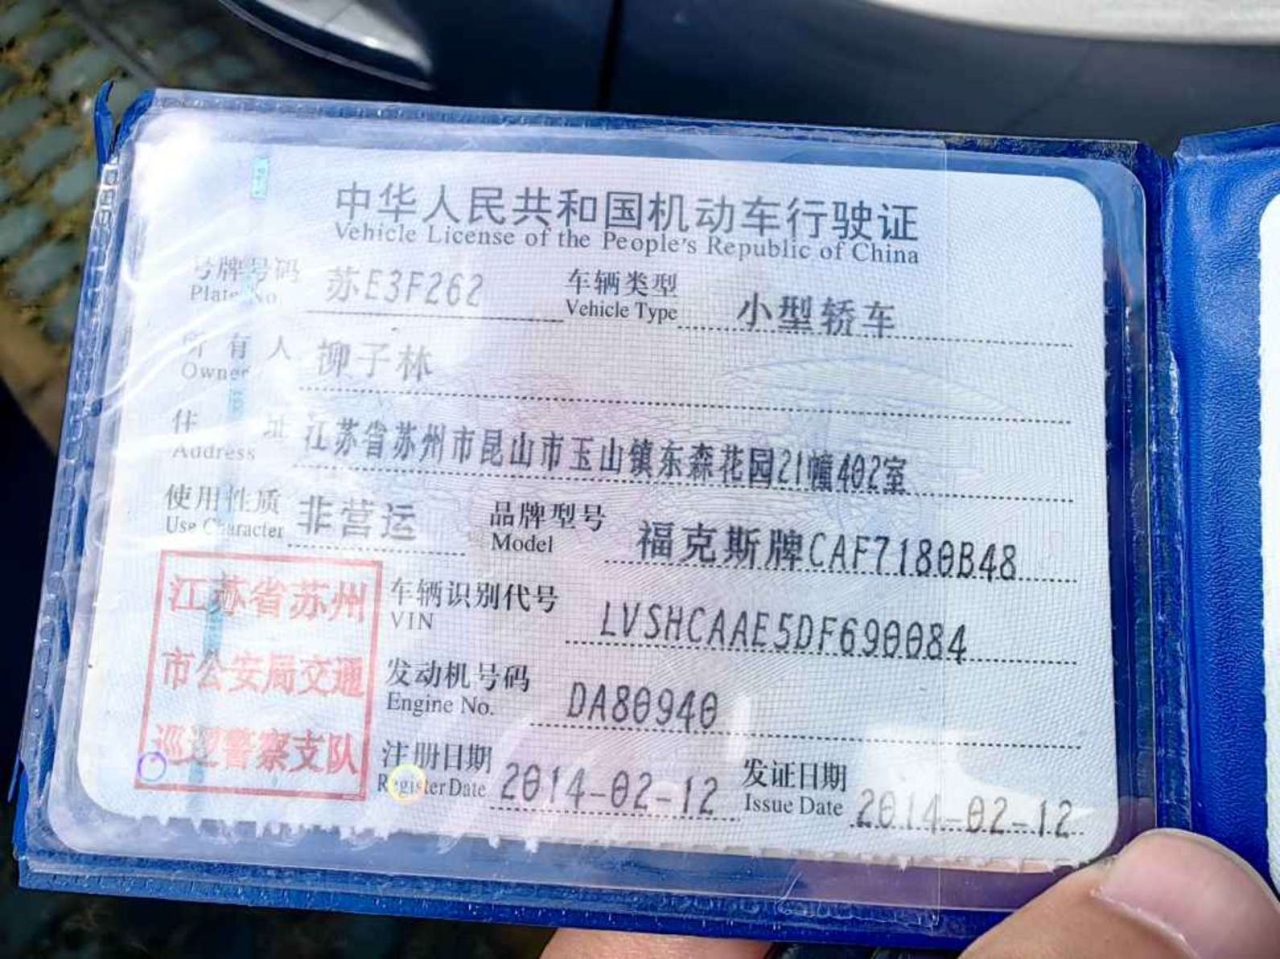 中华人民共和国机动车行驶证
Vehicle License of the People's Republic of China
号牌号码 苏E3F262 车辆类型 小型轿车
Plate No. Vehicle Type
所有人 柳子林
Owner
住址 江苏省苏州市昆山市玉山镇东森花园21幢402室
Address
使用性质 非营运 品牌型号 福克斯牌CAF7180B48
Use Character Model
江苏省苏州 车辆识别代号 LVSHCAAE5DF690084
VIN
市公安局交通 发动机号码 DA80940
Engine No.
巡逻警察支队 注册日期 2014-02-12 发证日期 2014-02-12
Register Date Issue Date